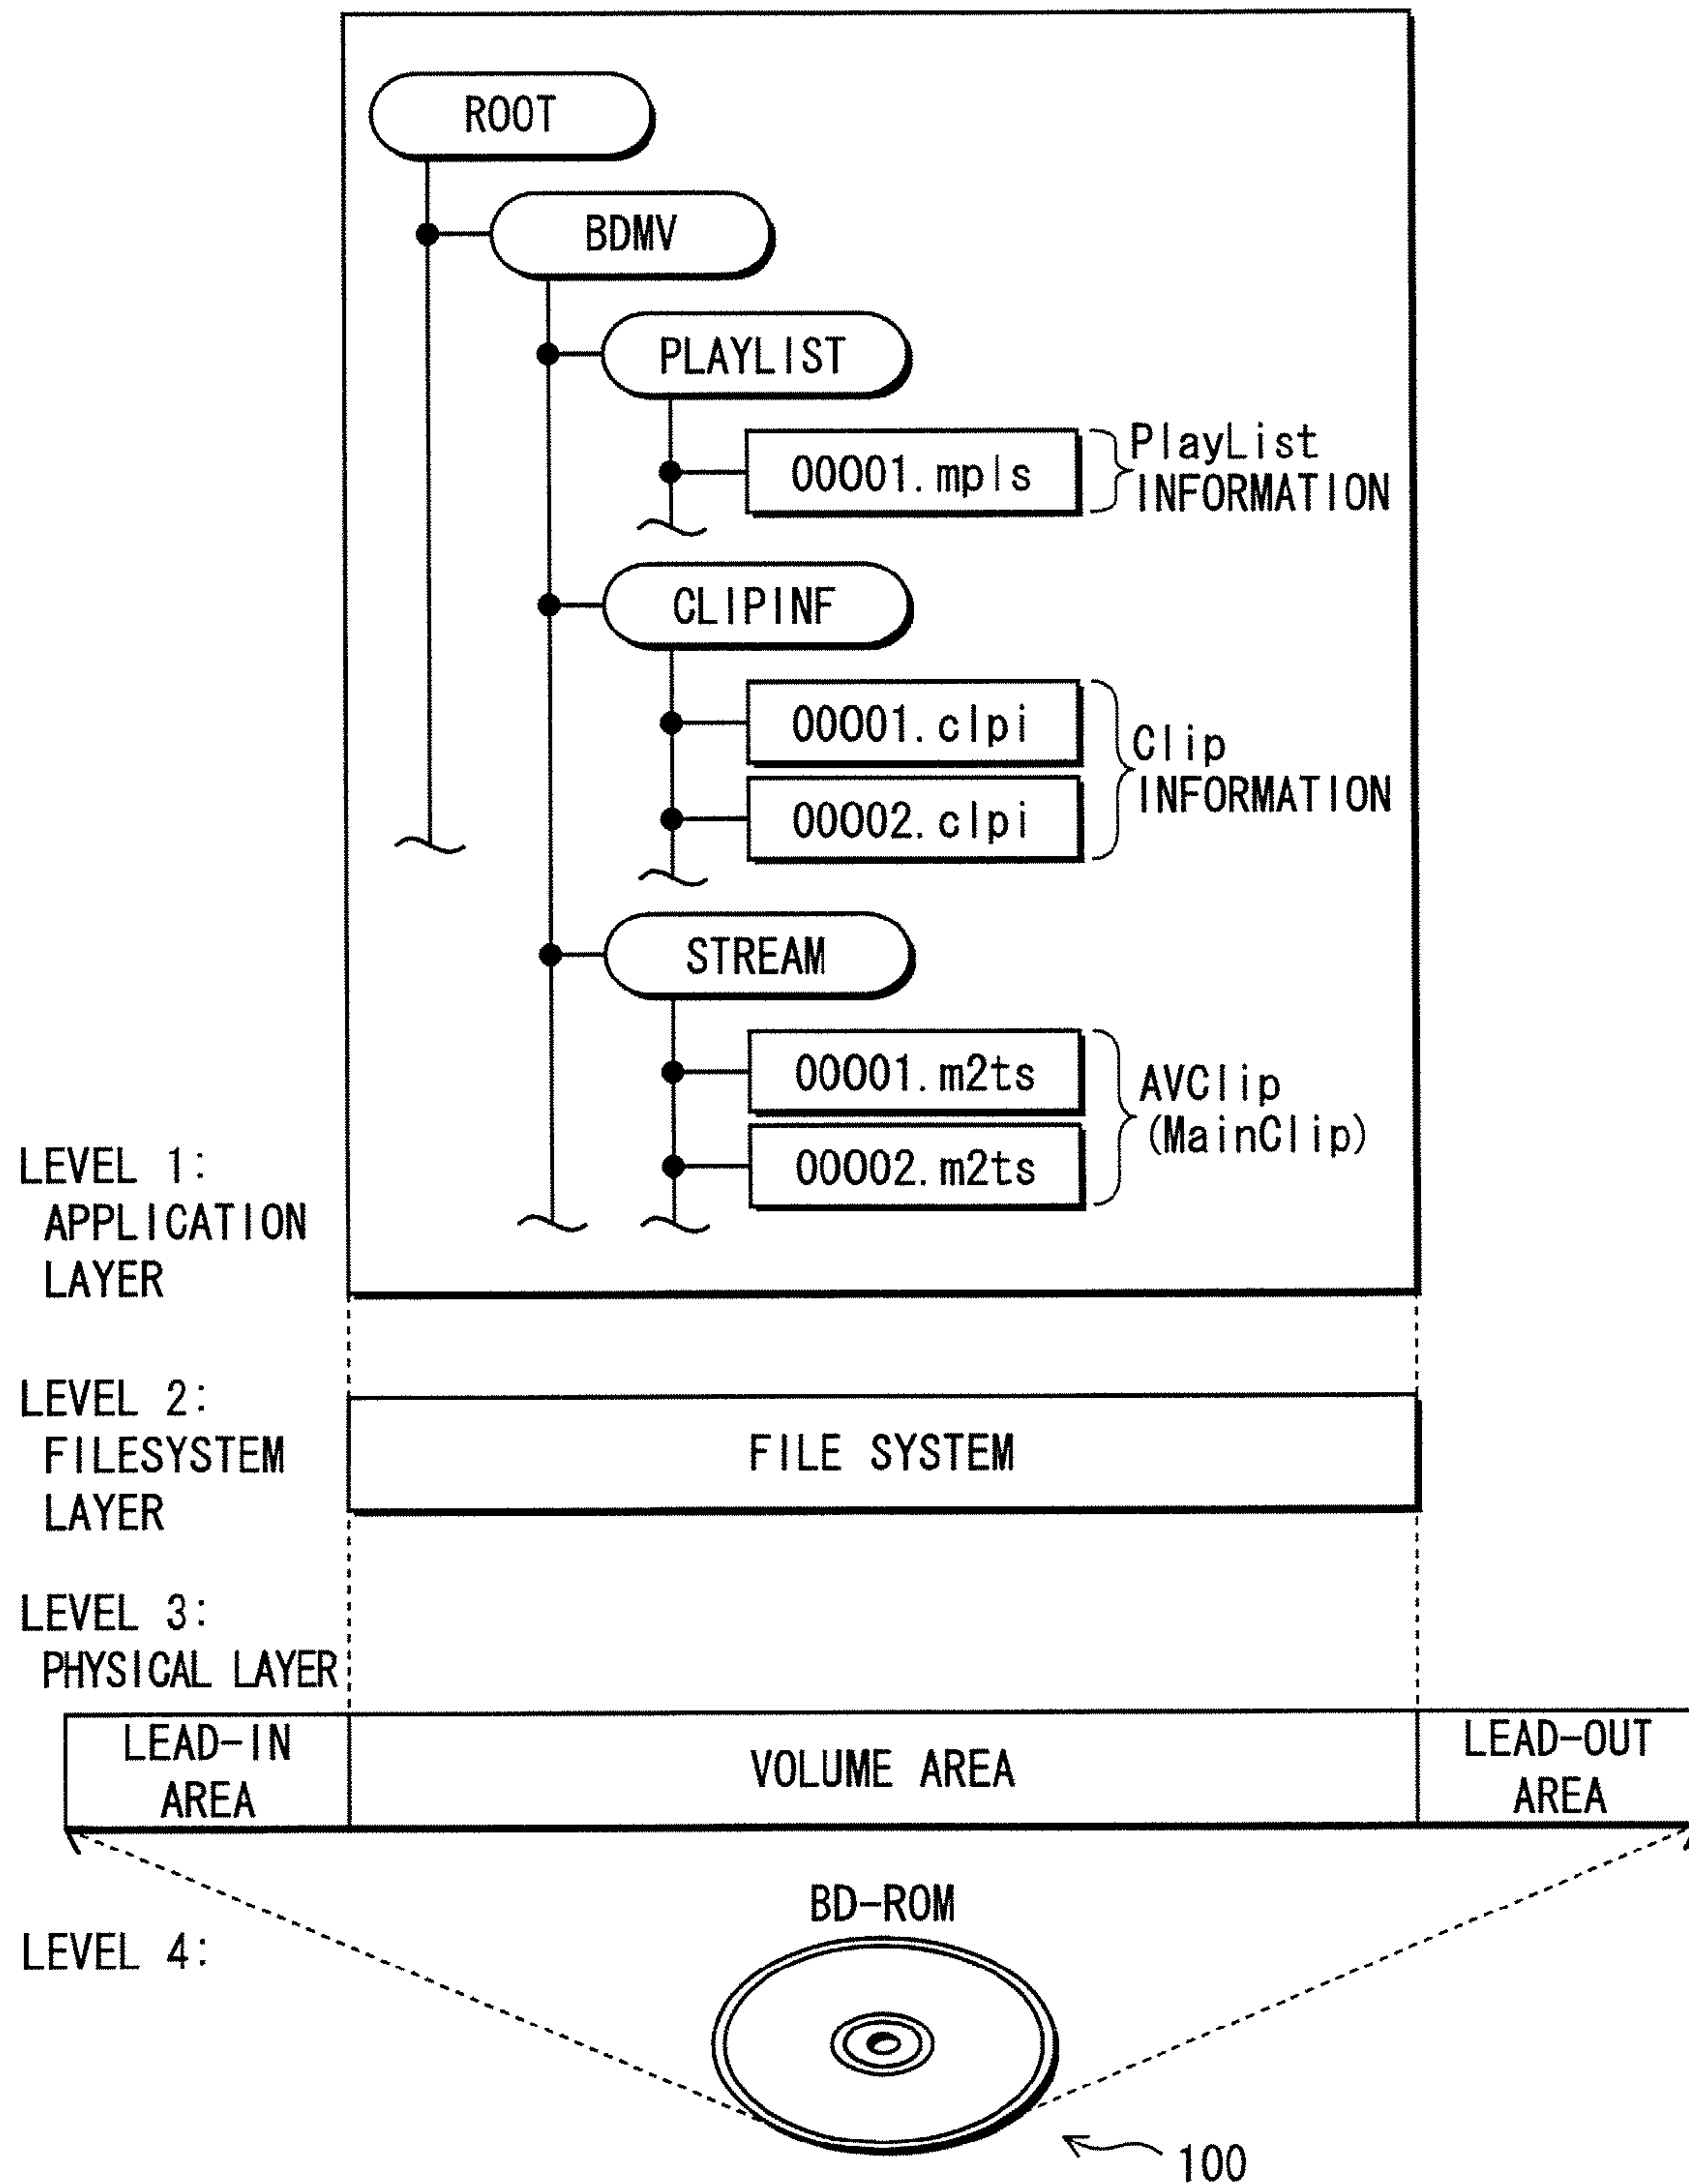 ROOT
BDMV
PLAYLIST
00001.mpls
PlayList
INFORMATION
CLIPINF
00001.clpi
00002.clpi
Clip
INFORMATION
STREAM
00001.m2ts
00002.m2ts
AVClip
(MainClip)
LEVEL 1:
APPLICATION
LAYER
LEVEL 2:
FILESYSTEM
LAYER
FILE SYSTEM
LEVEL 3:
PHYSICAL LAYER
LEAD-IN
AREA
VOLUME AREA
LEAD-OUT
AREA
BD-ROM
LEVEL 4:
100